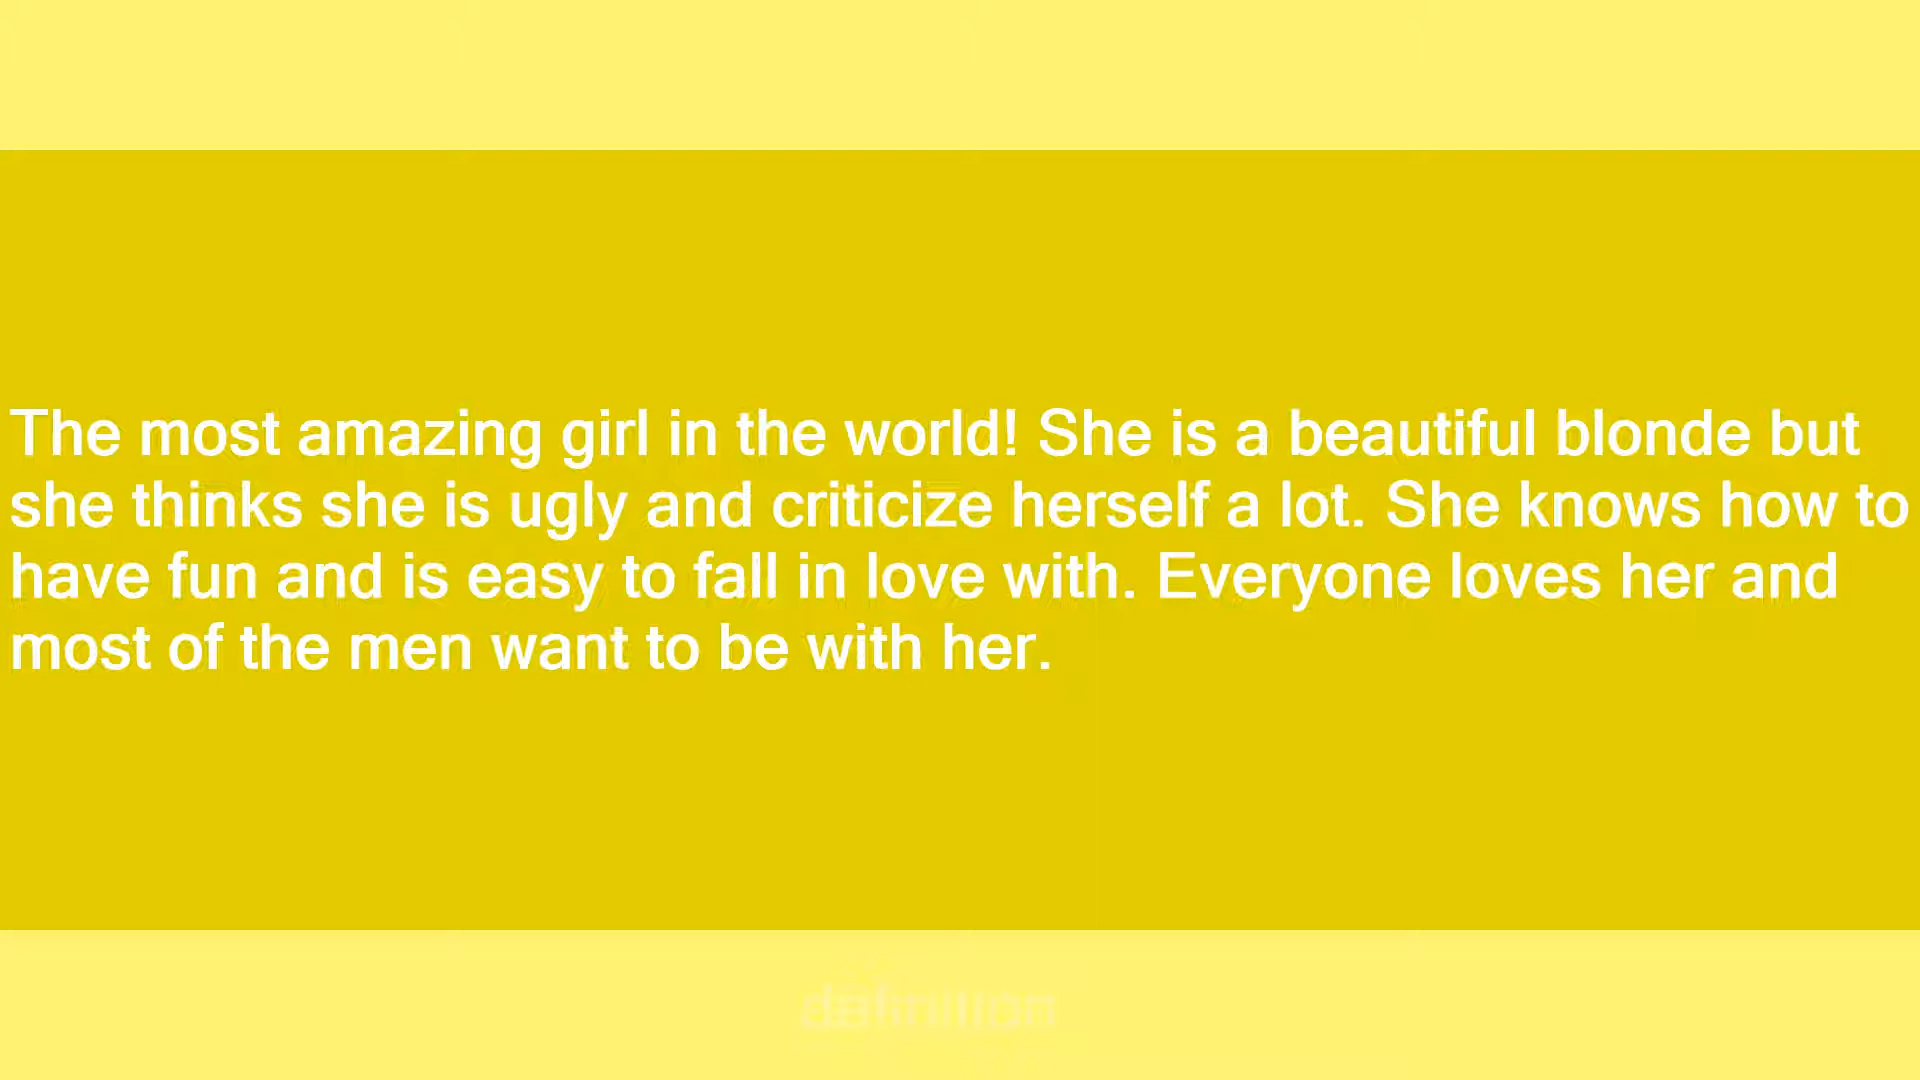 The most amazing girl in the world! She is a beautiful blonde but
she thinks she is ugly and criticize herself a lot. She knows how to
have fun and is easy to fall in love with. Everyone loves her and
most of the men want to be with her.
definition